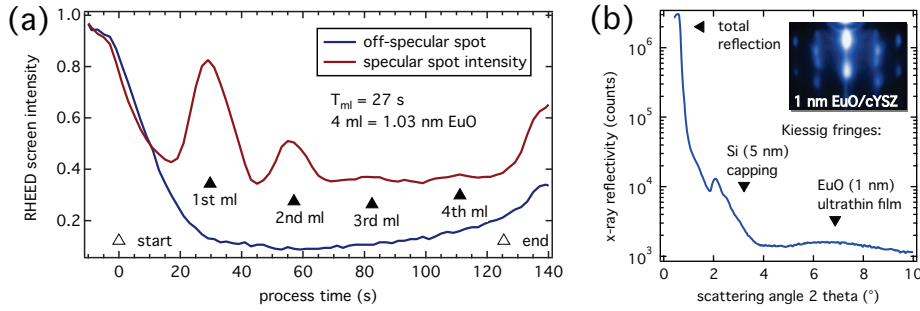 (a)
1.0
0.8
0.6
0.4
0.2
RHEED screen intensity
off-specular spot
specular spot intensity
T_ml = 27 s
4 ml = 1.03 nm EuO
▲ 1st ml
▲ 2nd ml
▲ 3rd ml
▲ 4th ml
△ start
△ end
0 20 40 60 80 100 120 140
process time (s)
(b)
10^6
10^5
10^4
10^3
x-ray reflectivity (counts)
◀ total
reflection
1 nm EuO/cYSZ
Kiessig fringes:
Si (5 nm)
capping
▼
EuO (1 nm)
ultrathin film
▼
0 2 4 6 8 10
scattering angle 2 theta (°)